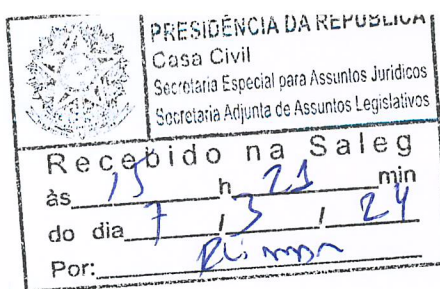 PRESIDÊNCIA DA REPÚBLICA
Casa Civil
Secretaria Especial para Assuntos Jurídicos
Secretaria Adjunta de Assuntos Legislativos
Recebido na Saleg
às 15 h 21 min
do dia 7 / 3 / 24
Por: